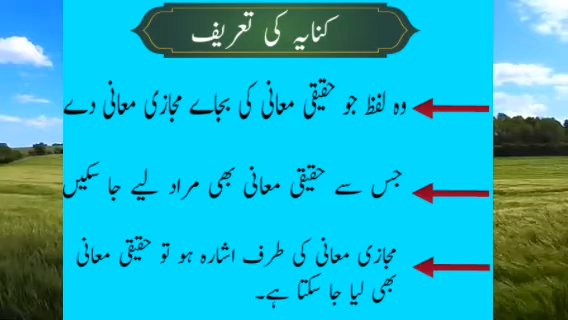 کنایہ کی تعریف
وہ لفظ جو حقیقی معانی کی بجاے مجازی معانی دے
جس سے حقیقی معانی بھی مراد لیے جا سکیں
مجازی معانی کی طرف اشارہ ہو تو حقیقی معانی
بھی لیا جا سکتا ہے۔